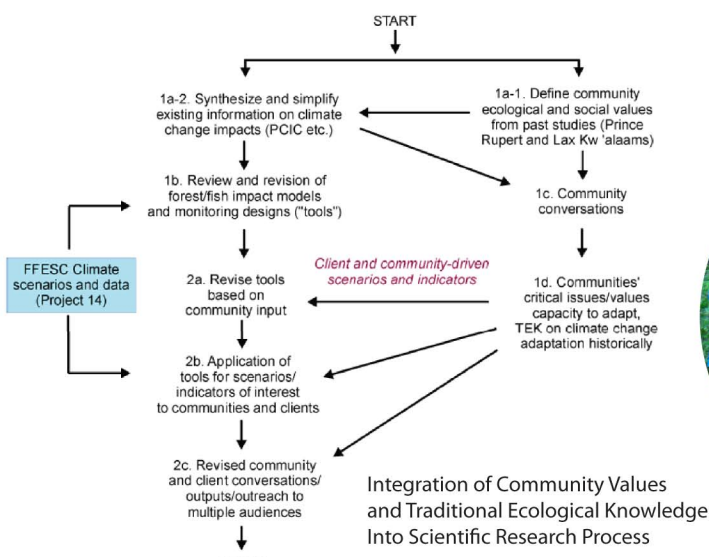 START
1a-2. Synthesize and simplify
existing information on climate
change impacts (PCIC etc.)
1a-1. Define community
ecological and social values
from past studies (Prince
Rupert and Lax Kw 'alaams)
1b. Review and revision of
forest/fish impact models
and monitoring designs ("tools")
1c. Community
conversations
FFESC Climate
scenarios and data
(Project 14)
Client and community-driven
scenarios and indicators
2a. Revise tools
based on
community input
1d. Communities'
critical issues/values
capacity to adapt,
TEK on climate change
adaptation historically
2b. Application of
tools for scenarios/
indicators of interest
to communities and clients
2c. Revised community
and client conversations/
outputs/outreach to
multiple audiences
Integration of Community Values
and Traditional Ecological Knowledge
Into Scientific Research Process